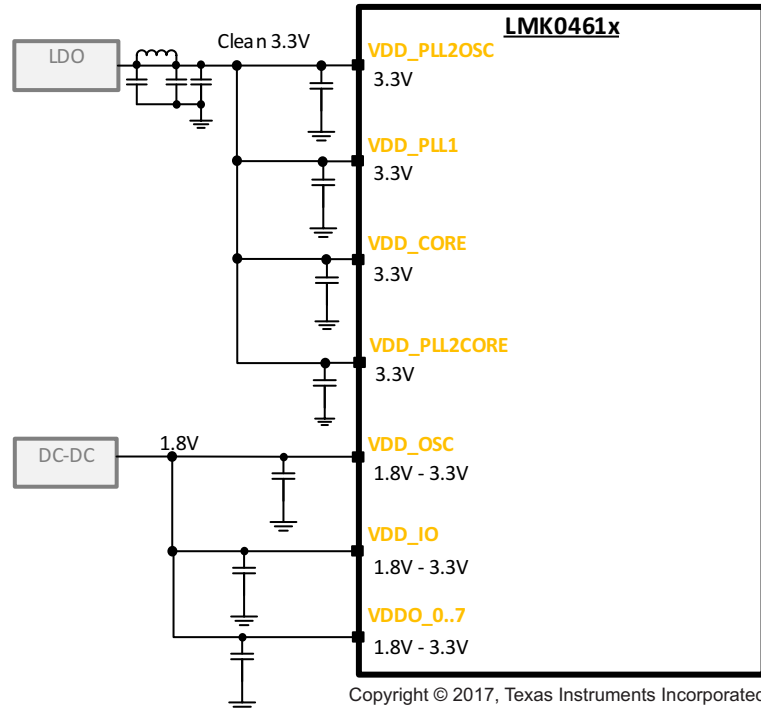 LMK0461x
LDO
Clean 3.3V
VDD_PLL2OSC
3.3V
VDD_PLL1
3.3V
VDD_CORE
3.3V
VDD_PLL2CORE
3.3V
DC-DC
1.8V
VDD_OSC
1.8V - 3.3V
VDD_IO
1.8V - 3.3V
VDDO_0..7
1.8V - 3.3V
Copyright © 2017, Texas Instruments Incorporated